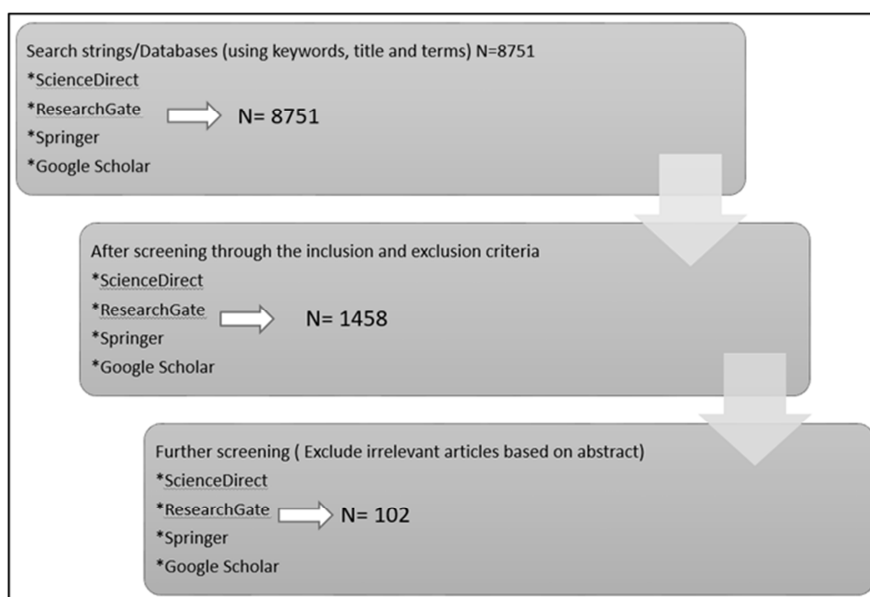 Search strings/Databases (using keywords, title and terms) N=8751
*ScienceDirect
*ResearchGate
N= 8751
*Springer
*Google Scholar
After screening through the inclusion and exclusion criteria
*ScienceDirect
*ResearchGate
N= 1458
*Springer
*Google Scholar
Further screening ( Exclude irrelevant articles based on abstract)
*ScienceDirect
*ResearchGate
N= 102
*Springer
*Google Scholar